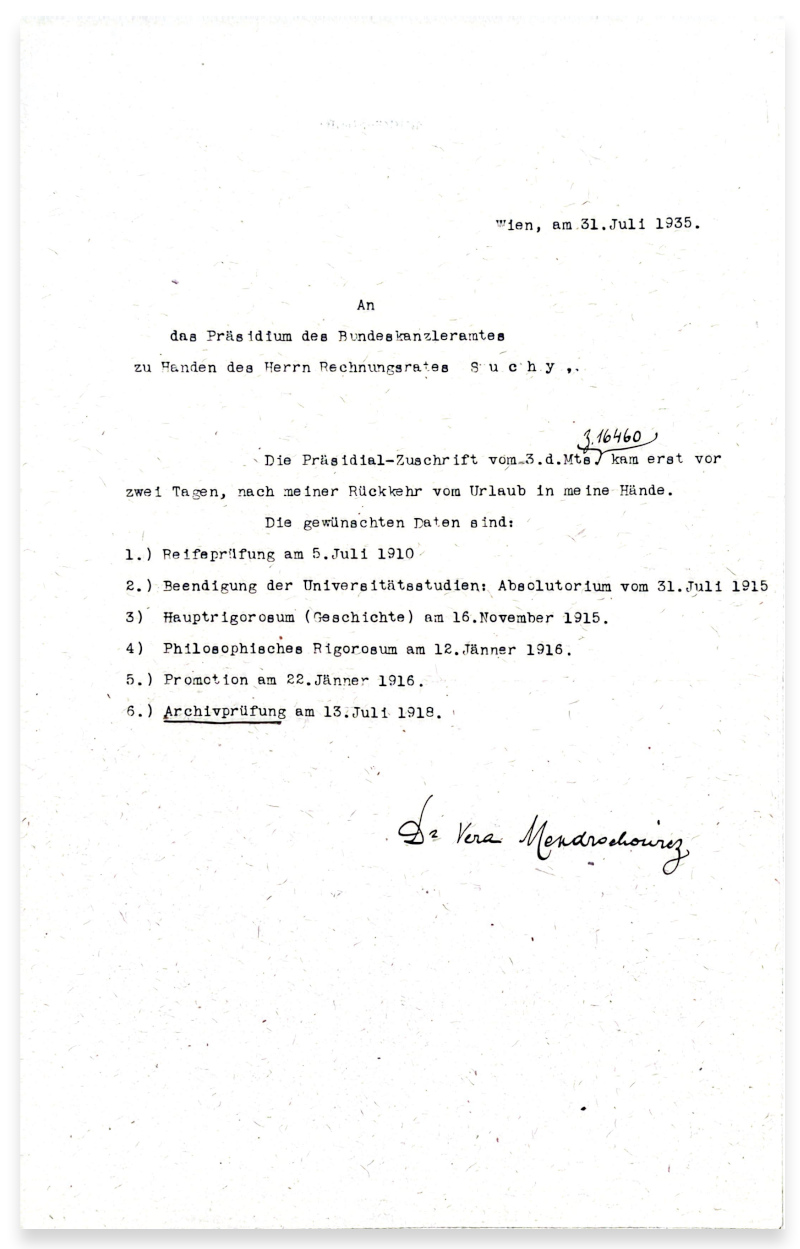 Wien, am 31.Juli 1935.
An
das Präsidium des Bundeskanzleramtes
zu Handen des Herrn Rechnungsrates S u c h y ,.
z.16460
Die Präsidial-Zuschrift vom 3.d.Mts. kam erst vor
zwei Tagen, nach meiner Rückkehr vom Urlaub in meine Hände.
Die gewünschten Daten sind:
1.) Reifeprüfung am 5.Juli 1910
2.) Beendigung der Universitätsstudien: Absolutorium vom 31.Juli 1915
3) Hauptrigorosum (Geschichte) am 16.November 1915.
4) Philosophisches Rigorosum am 12.Jänner 1916.
5.) Promotion am 22.Jänner 1916.
6.) Archivprüfung am 13.Juli 1918.
Dr Vera